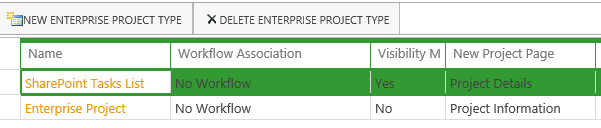 NEW ENTERPRISE PROJECT TYPE DELETE ENTERPRISE PROJECT TYPE
Name Workflow Association Visibility M New Project Page
SharePoint Tasks List No Workflow Yes Project Details
Enterprise Project No Workflow No Project Information